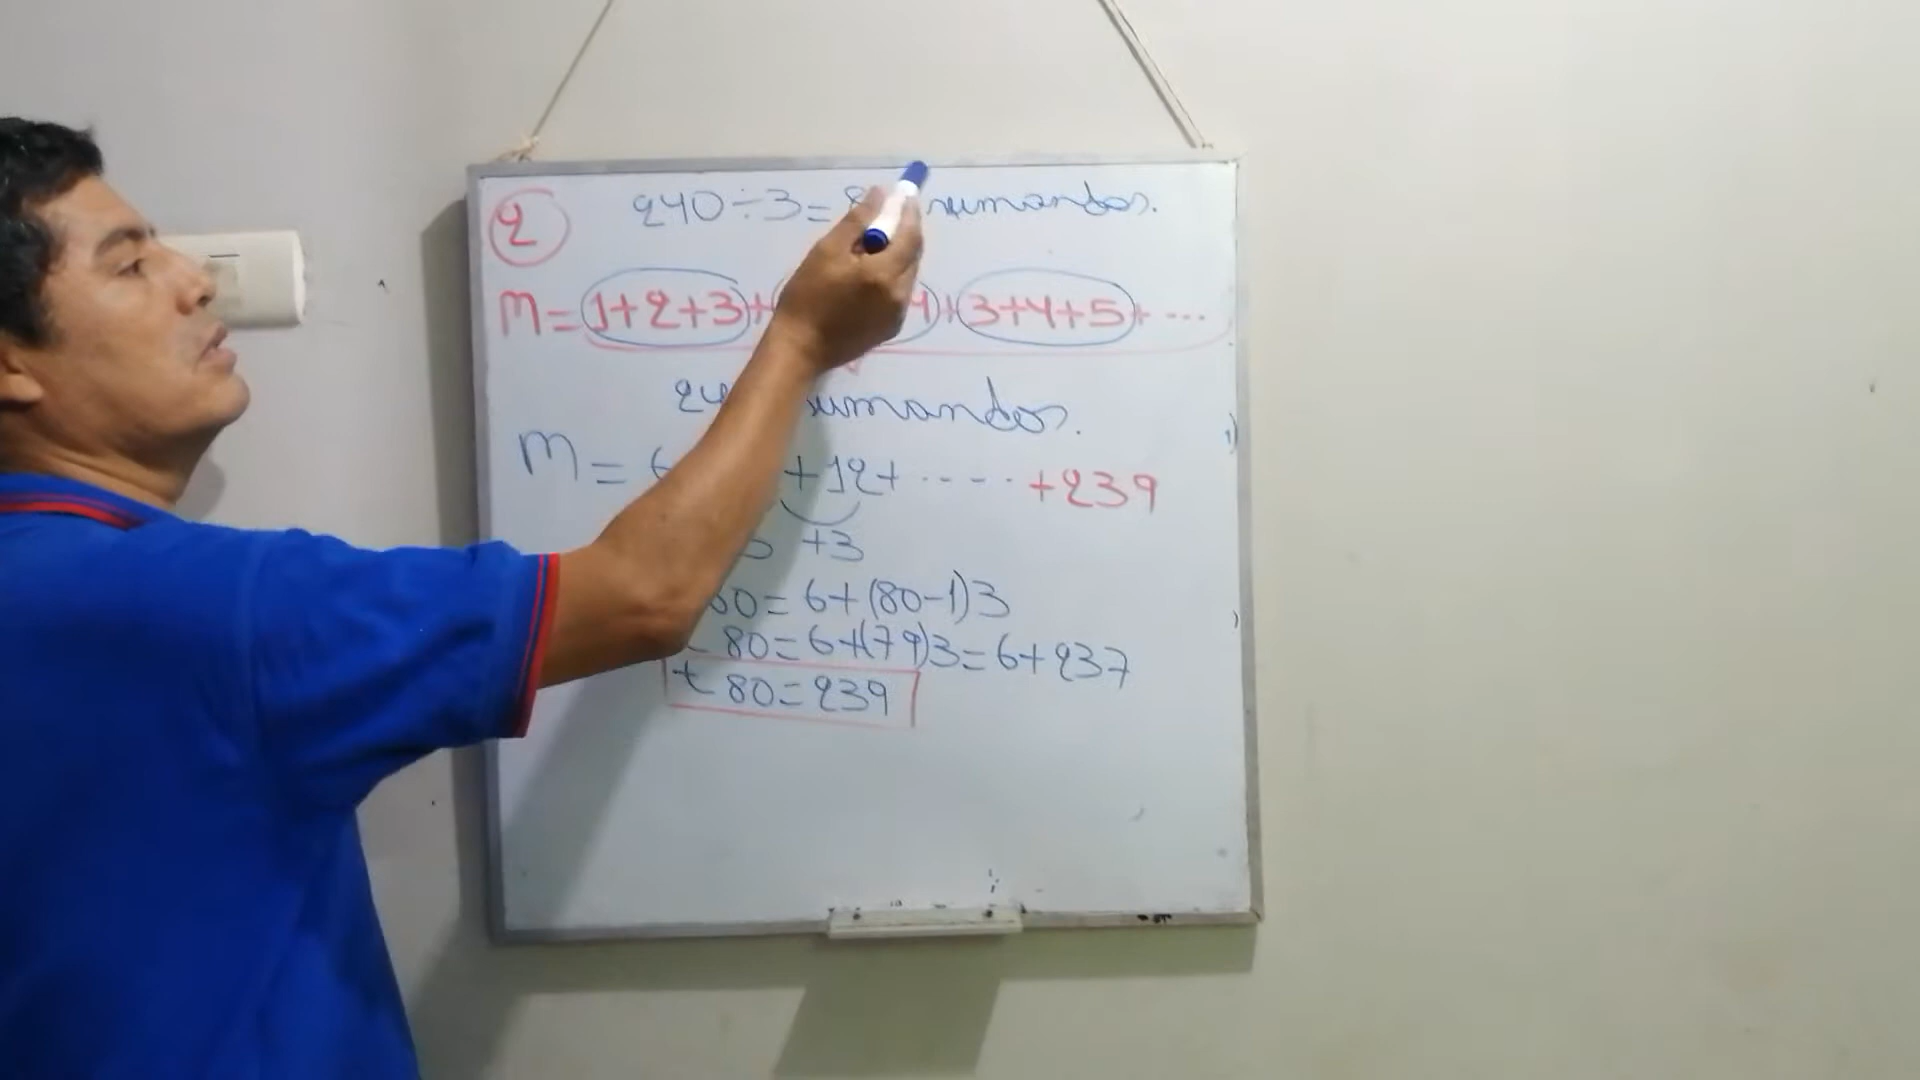 2
240÷3=8 sumandos.
M=1+2+3+ 4+3+4+5+...
24 sumandos.
M= 6 +12+.....+239
3 +3
80=6+(80-1)3
80=6+(79)3=6+237
t 80=239